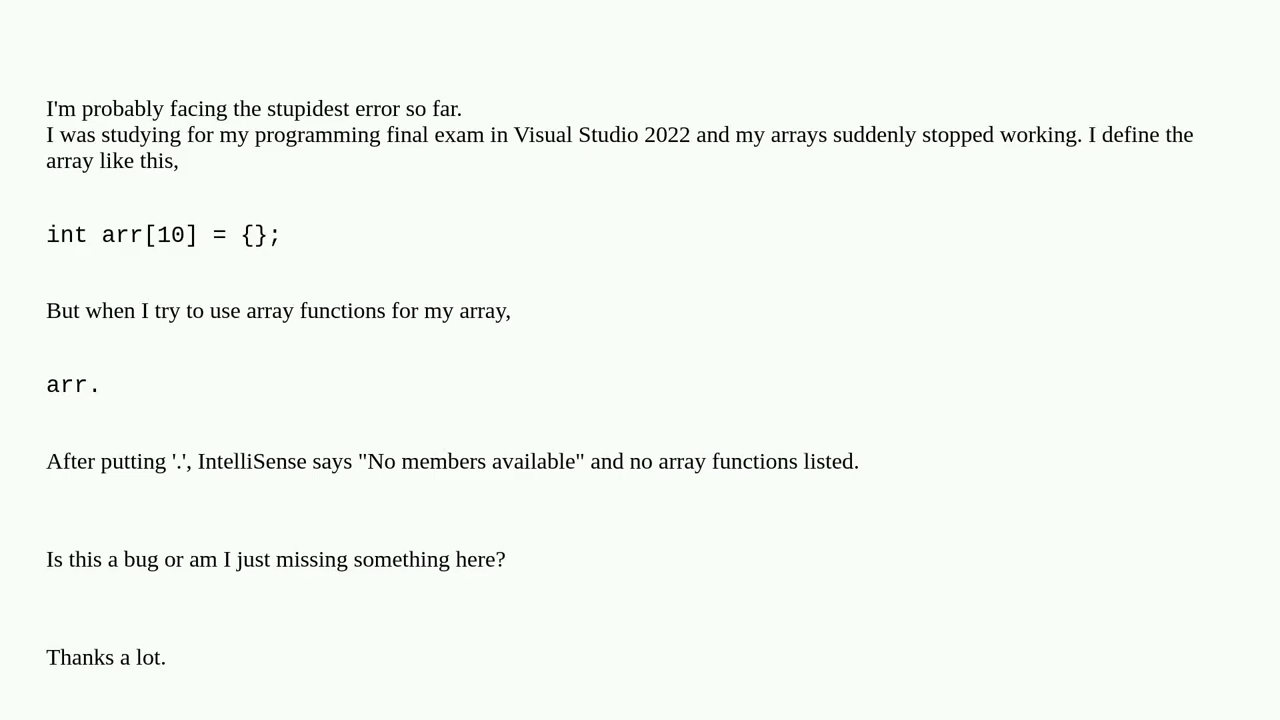 I'm probably facing the stupidest error so far.
I was studying for my programming final exam in Visual Studio 2022 and my arrays suddenly stopped working. I define the
array like this,
int arr[10] = {};
But when I try to use array functions for my array,
arr.
After putting '.', IntelliSense says "No members available" and no array functions listed.
Is this a bug or am I just missing something here?
Thanks a lot.